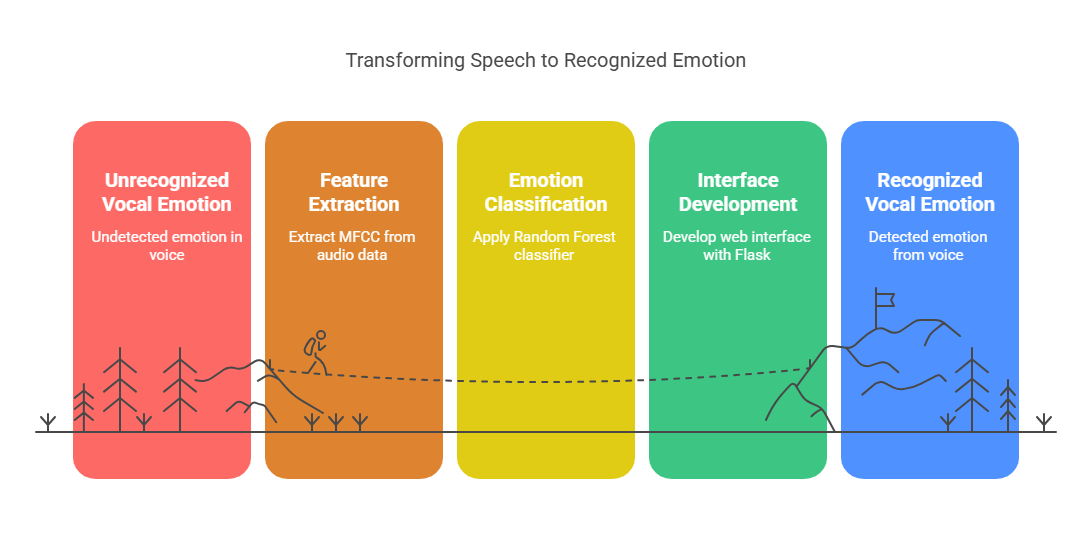 Transforming Speech to Recognized Emotion
Unrecognized
Vocal Emotion
Undetected emotion in
voice
Feature
Extraction
Extract MFCC from
audio data
Emotion
Classification
Apply Random Forest
classifier
Interface
Development
Develop web interface
with Flask
Recognized
Vocal Emotion
Detected emotion
from voice